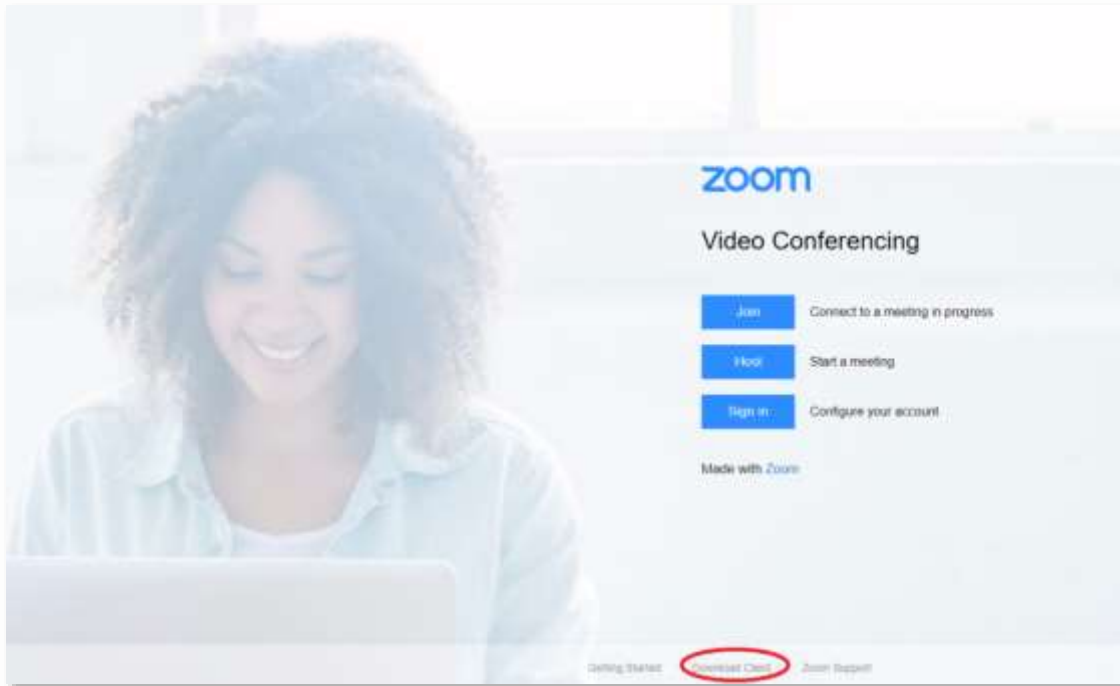 zoom
Video Conferencing
Join Connect to a meeting in progress
Host Start a meeting
Sign in Configure your account
Made with Zoom
Getting Started Download Client Zoom Support